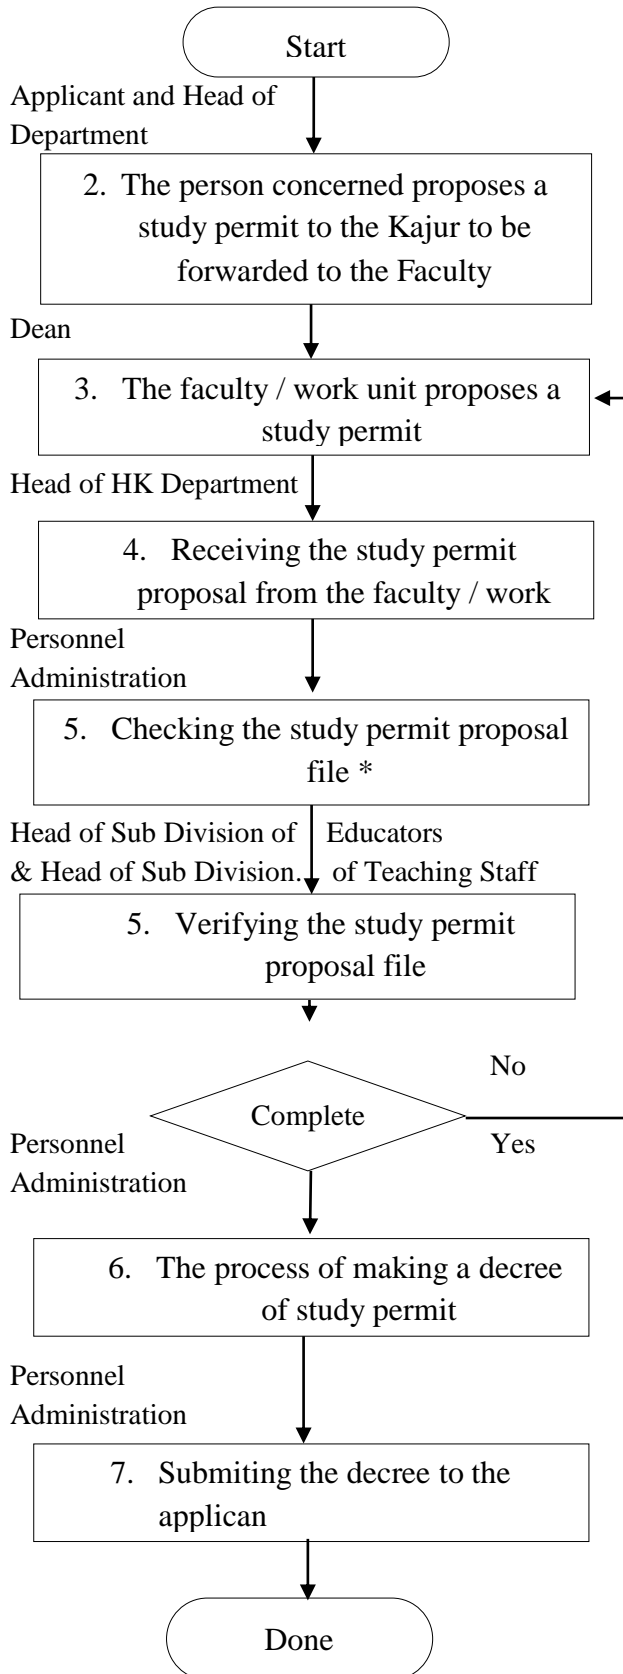 Start
Applicant and Head of
Department
2. The person concerned proposes a
study permit to the Kajur to be
forwarded to the Faculty
Dean
3. The faculty / work unit proposes a
study permit
Head of HK Department
4. Receiving the study permit
proposal from the faculty / work
Personnel
Administration
5. Checking the study permit proposal
file *
Head of Sub Division of Educators
& Head of Sub Division. of Teaching Staff
5. Verifying the study permit
proposal file
No
Complete
Yes
Personnel
Administration
6. The process of making a decree
of study permit
Personnel
Administration
7. Submiting the decree to the
applican
Done